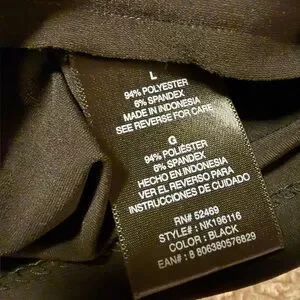 L
94% POLYESTER
6% SPANDEX
MADE IN INDONESIA
SEE REVERSE FOR CARE
G
94% POLIÉSTER
6% SPANDEX
HECHO EN INDONESIA
VER EL REVERSO PARA
INSTRUCCIONES DE CUIDADO
RN# 52469
STYLE# : NK196116
COLOR : BLACK
EAN# : 8 806380576829